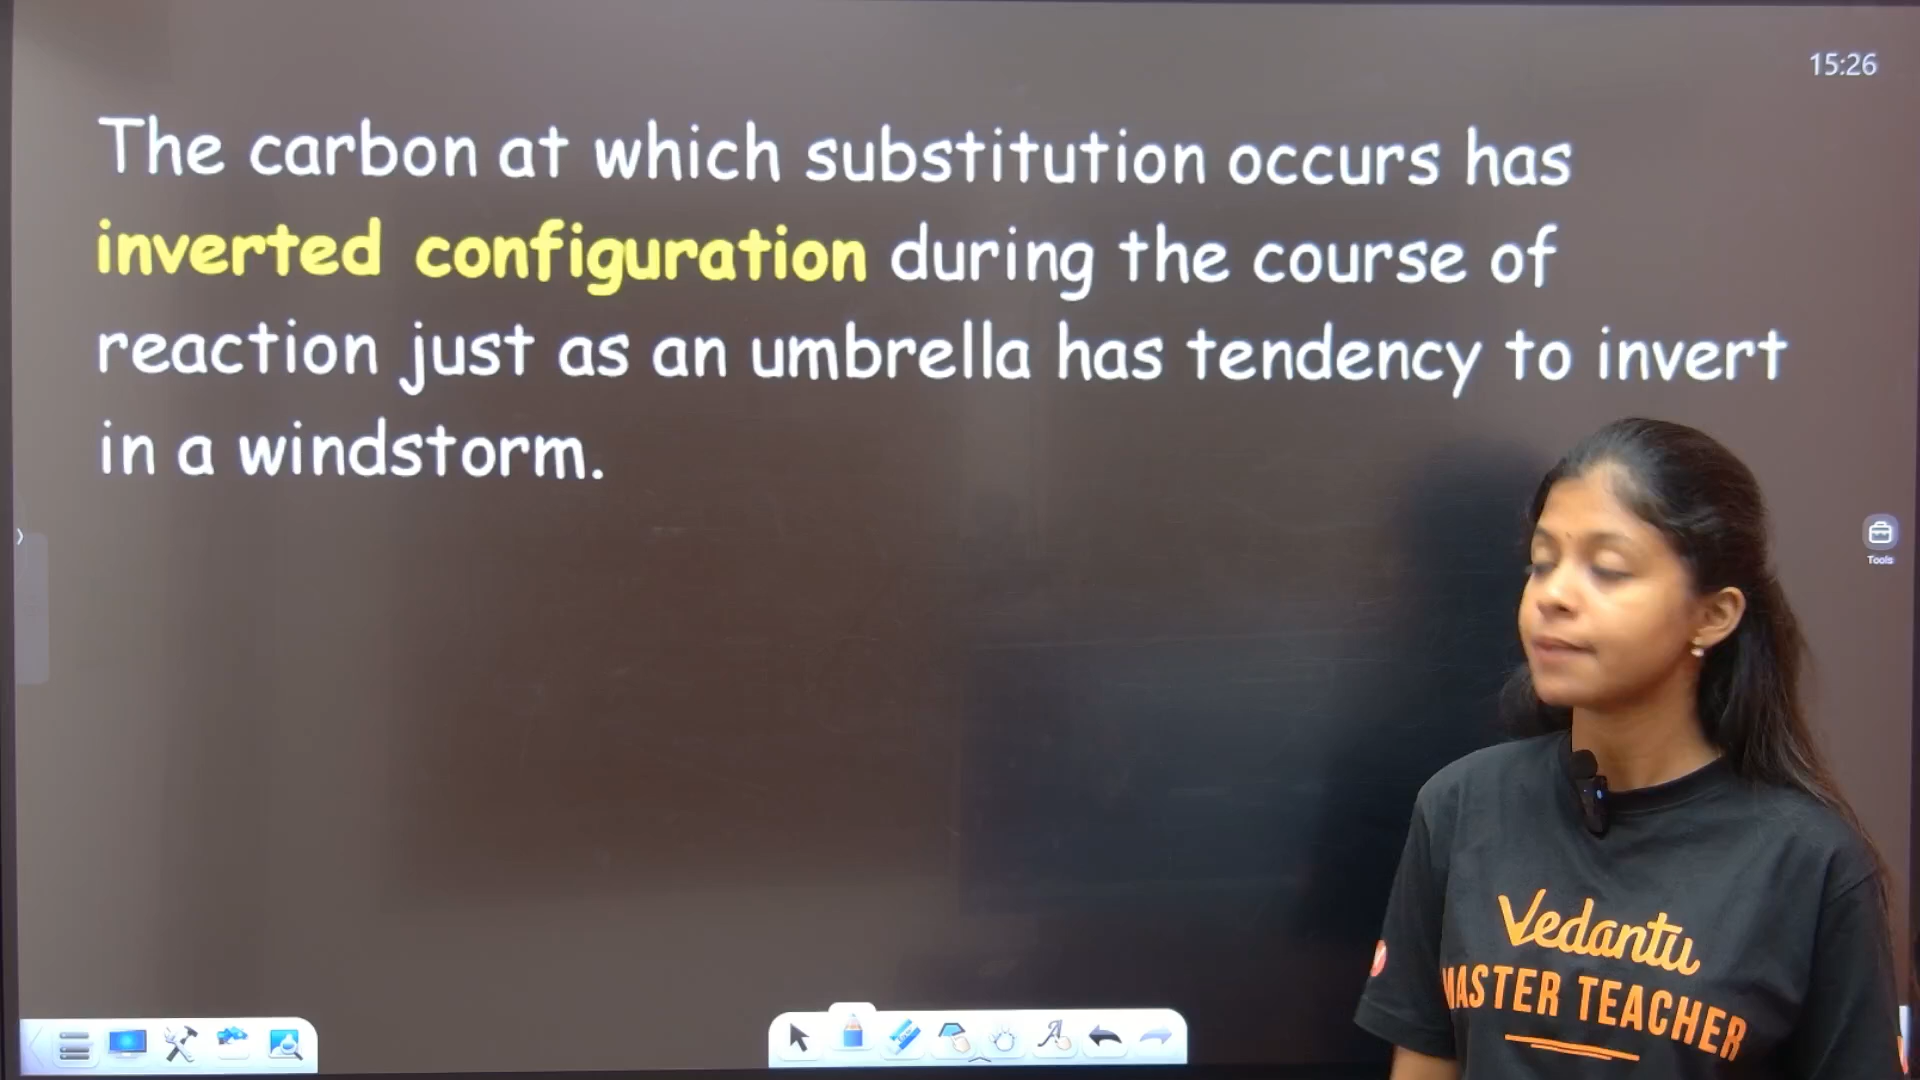 15:26
The carbon at which substitution occurs has
inverted configuration during the course of
reaction just as an umbrella has tendency to invert
in a windstorm.
Tools
Vedantu
MASTER TEACHER